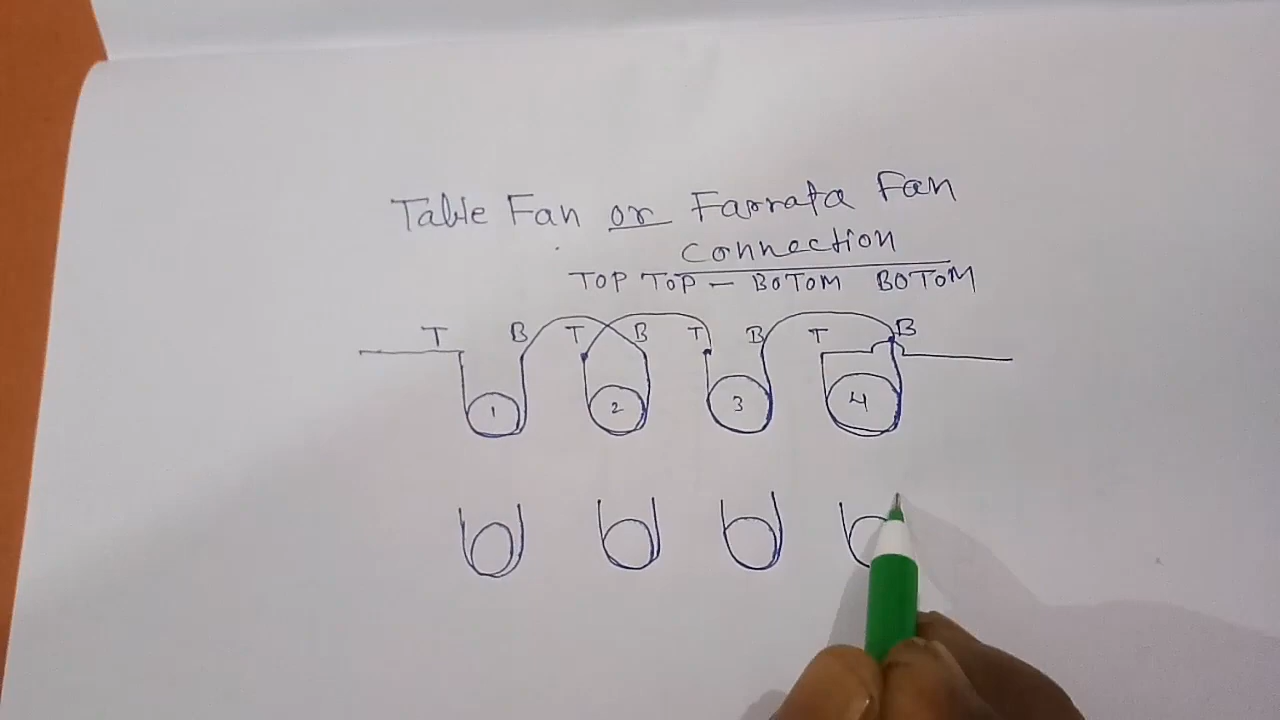 Table Fan or Farrata Fan
Connection
TOP TOP - BOTOM BOTOM
T B T B T B T B
1 2 3 4